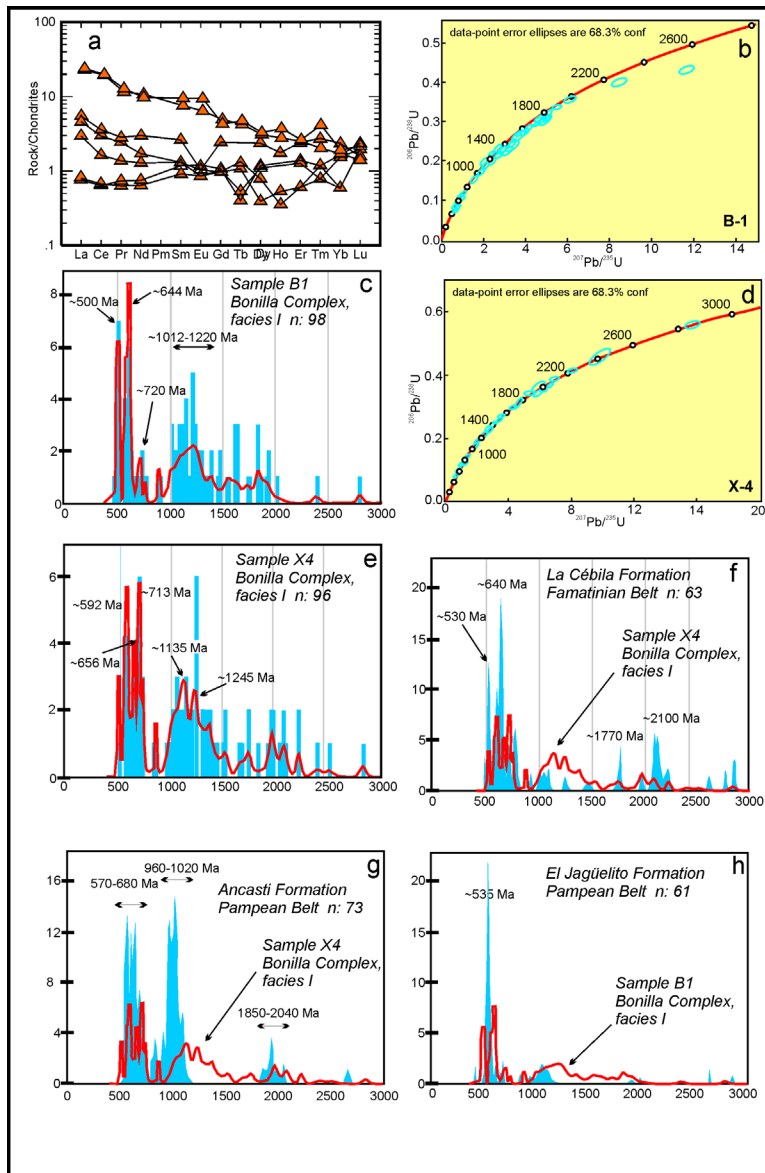 a
Rock/Chondrites
100
10
1
.1
La Ce Pr Nd Pm Sm Eu Gd Tb Dy Ho Er Tm Yb Lu
data-point error ellipses are 68.3% conf
b
206Pb/238U
0.5
0.4
0.3
0.2
0.1
0.0
1000
1400
1800
2200
2600
B-1
0 2 4 6 8 10 12 14
207Pb/235U
c
Sample B1
Bonilla Complex,
facies I n: 98
~500 Ma
~644 Ma
~1012-1220 Ma
~720 Ma
8
6
4
2
0
0 500 1000 1500 2000 2500 3000
data-point error ellipses are 68.3% conf
d
206Pb/238U
0.6
0.4
0.2
0.0
1000
1400
1800
2200
2600
3000
X-4
0 4 8 12 14 20
207Pb/235U
e
Sample X4
Bonilla Complex,
facies I n: 96
~592 Ma
~713 Ma
~656 Ma
~1135 Ma
~1245 Ma
6
4
2
0
0 500 1000 1500 2000 2500 3000
f
La Cébila Formation
Famatinian Belt n: 63
~640 Ma
~530 Ma
Sample X4
Bonilla Complex,
facies I
~1770 Ma
~2100 Ma
20
15
10
5
0
0 500 1000 1500 2000 2500 3000
g
960-1020 Ma
570-680 Ma
Ancasti Formation
Pampean Belt n: 73
Sample X4
Bonilla Complex,
facies I
1850-2040 Ma
16
12
8
4
0
0 500 1000 1500 2000 2500 3000
h
El Jagüelito Formation
Pampean Belt n: 61
~535 Ma
Sample B1
Bonilla Complex,
facies I
20
15
10
5
0
0 500 1000 1500 2000 2500 3000